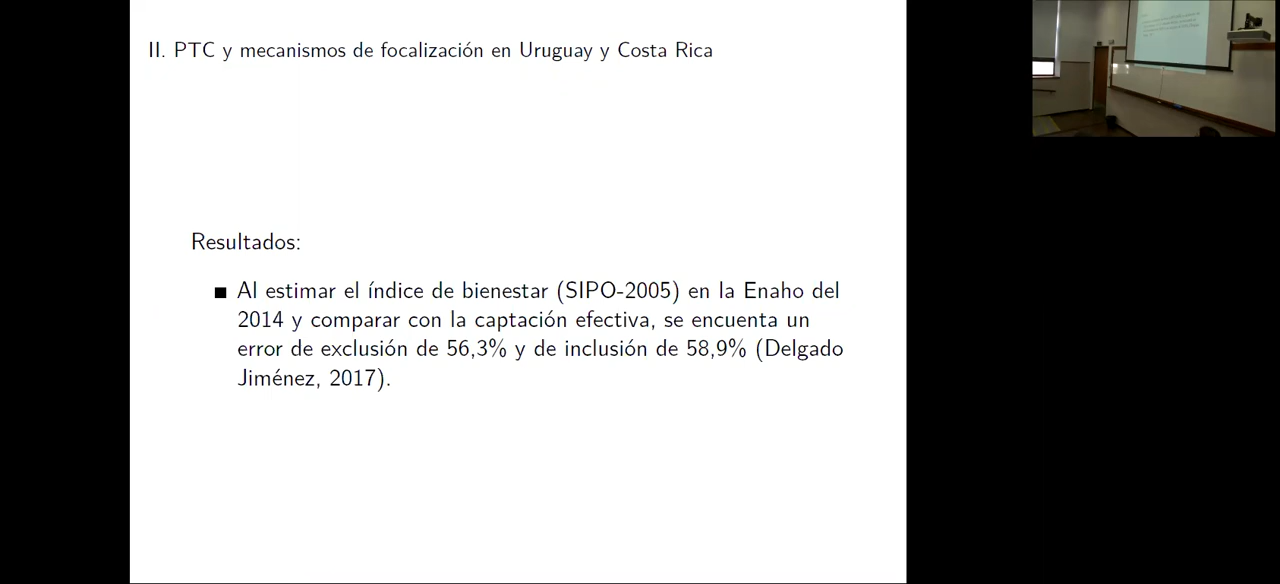 II. PTC y mecanismos de focalización en Uruguay y Costa Rica
Resultados:
■ Al estimar el índice de bienestar (SIPO-2005) en la Enaho del
2014 y comparar con la captación efectiva, se encuenta un
error de exclusión de 56,3% y de inclusión de 58,9% (Delgado
Jiménez, 2017).